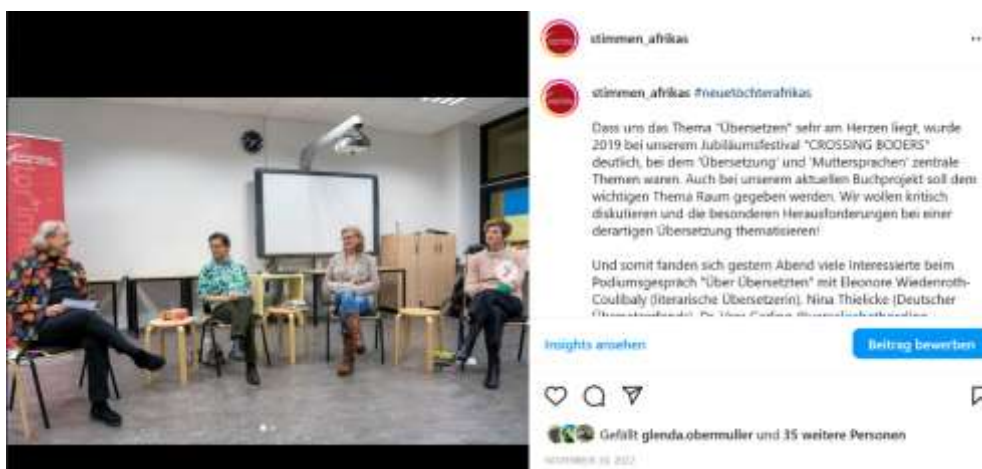 stimmen_afrikas
stimmen_afrikas #neuetöchterafrikas
Dass uns das Thema "Übersetzen" sehr am Herzen liegt, wurde
2019 bei unserem Jubiläumsfestival "CROSSING BODERS"
deutlich, bei dem 'Übersetzung' und 'Muttersprachen' zentrale
Themen waren. Auch bei unserem aktuellen Buchprojekt soll dem
wichtigen Thema Raum gegeben werden. Wir wollen kritisch
diskutieren und die besonderen Herausforderungen bei einer
derartigen Übersetzung thematisieren!
Und somit fanden sich gestern Abend viele Interessierte beim
Podiumsgespräch "Über Übersetzten" mit Eleonore Wiedenroth-
Coulibaly (literarische Übersetzerin), Nina Thielicke (Deutscher
Insights ansehen
Beitrag bewerben
Gefällt glenda.obermuller und 35 weitere Personen